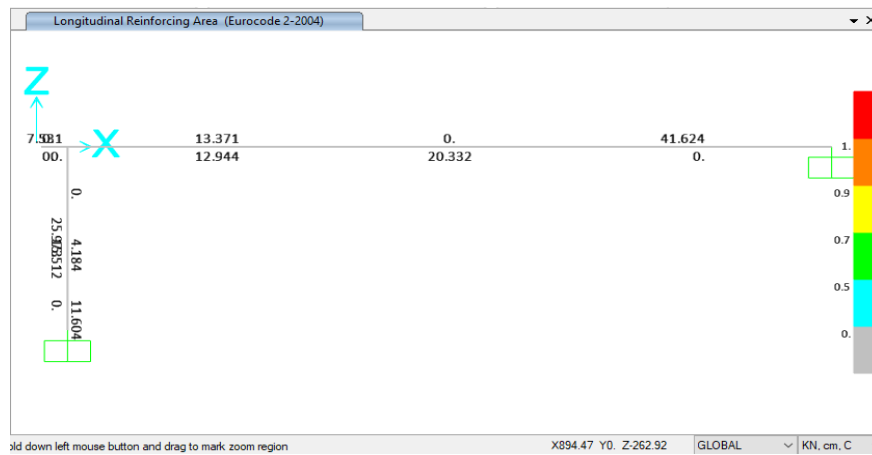 Longitudinal Reinforcing Area (Eurocode 2-2004)
Z
X
13.371 0. 41.624
00. 12.944 20.332 0.
1.
0.9
0.7
0.5
0.
0.
4.184
0.
11.604
old down left mouse button and drag to mark zoom region X894.47 Y0. Z-262.92 GLOBAL KN, cm, C